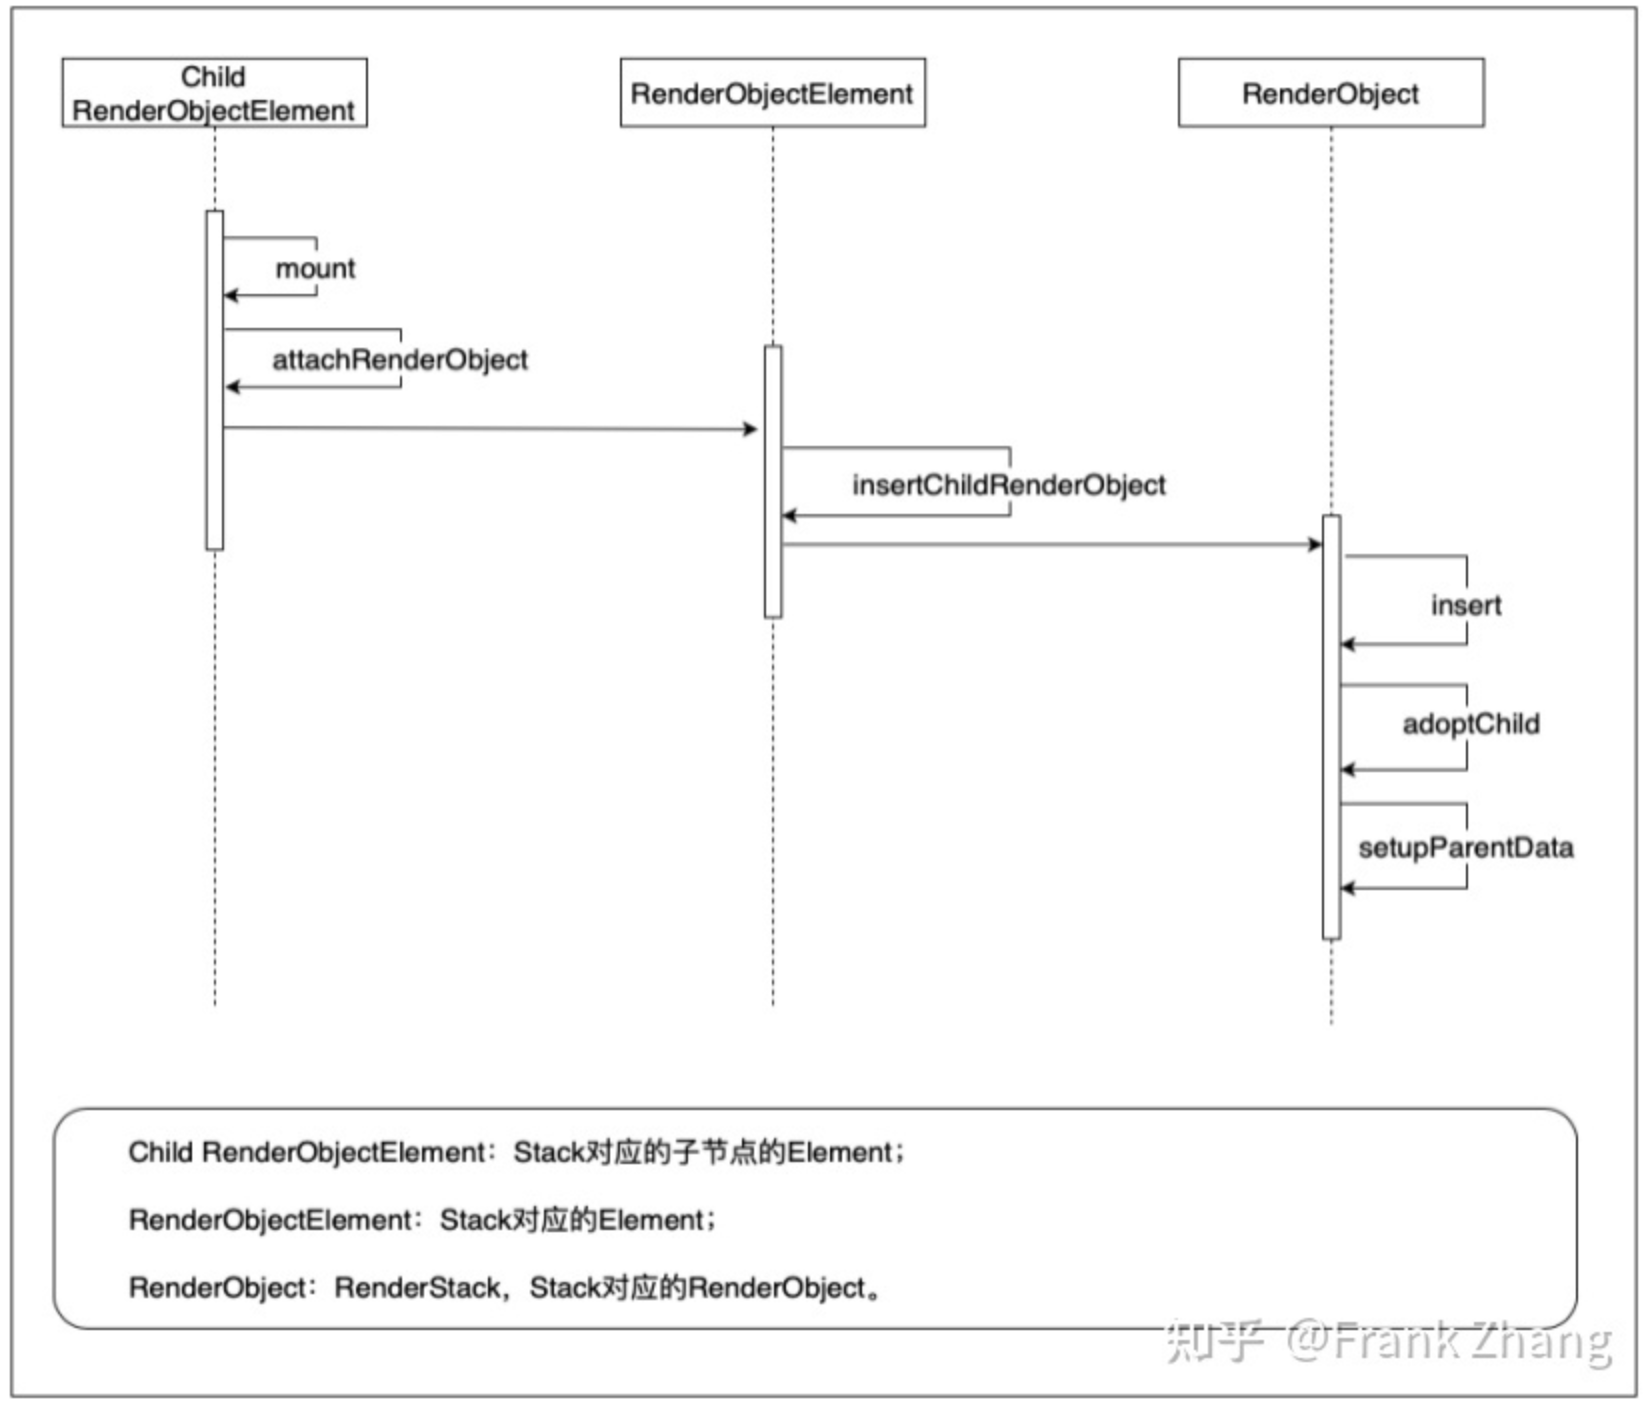 Child
RenderObjectElement
RenderObjectElement
RenderObject
mount
attachRenderObject
insertChildRenderObject
insert
adoptChild
setupParentData
Child RenderObjectElement：Stack对应的子节点的Element；
RenderObjectElement：Stack对应的Element；
RenderObject：RenderStack，Stack对应的RenderObject。
知乎 @Frank Zhang